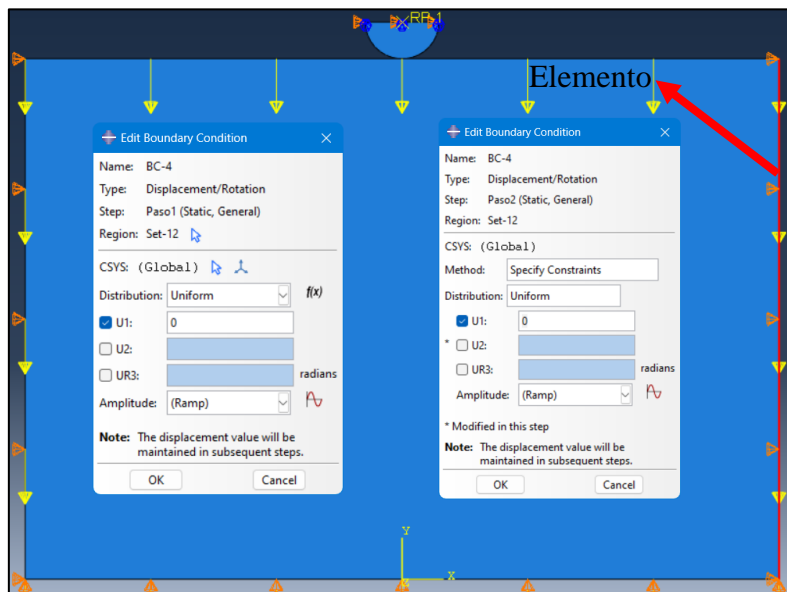 RP-1
Elemento
Edit Boundary Condition
Name: BC-4
Type: Displacement/Rotation
Step: Paso1 (Static, General)
Region: Set-12
CSYS: (Global)
Distribution: Uniform f(x)
U1: 0
U2:
UR3: radians
Amplitude: (Ramp)
Note: The displacement value will be
maintained in subsequent steps.
OK Cancel
Edit Boundary Condition
Name: BC-4
Type: Displacement/Rotation
Step: Paso2 (Static, General)
Region: Set-12
CSYS: (Global)
Method: Specify Constraints
Distribution: Uniform
U1: 0
* U2:
UR3: radians
Amplitude: (Ramp)
* Modified in this step
Note: The displacement value will be
maintained in subsequent steps.
OK Cancel
Y
Z X